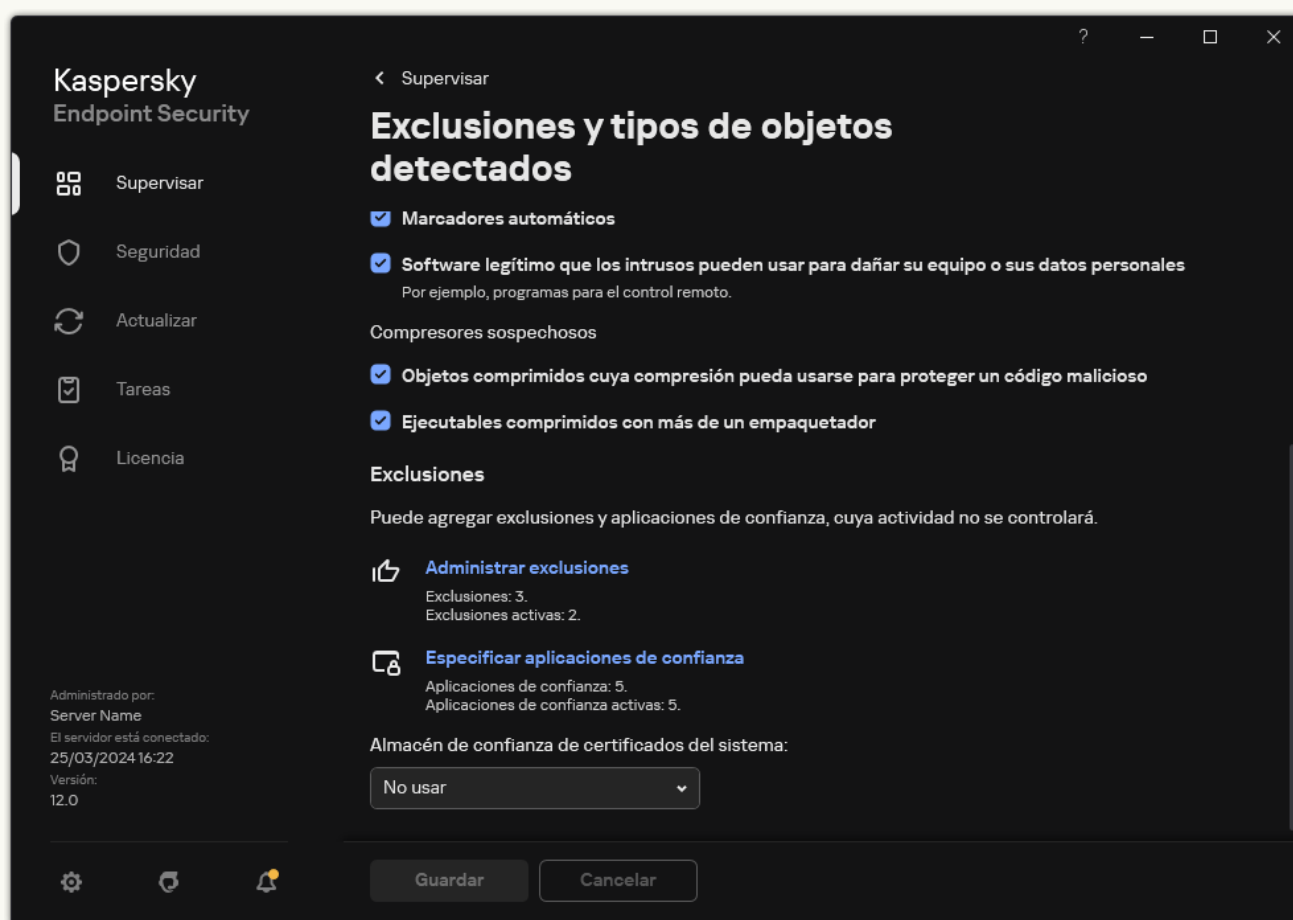 ?
Kaspersky
Endpoint Security
Supervisar
Seguridad
Actualizar
Tareas
Licencia
Administrado por:
Server Name
El servidor está conectado:
25/03/2024 16:22
Versión:
12.0
Supervisar
Exclusiones y tipos de objetos
detectados
Marcadores automáticos
Software legítimo que los intrusos pueden usar para dañar su equipo o sus datos personales
Por ejemplo, programas para el control remoto.
Compresores sospechosos
Objetos comprimidos cuya compresión pueda usarse para proteger un código malicioso
Ejecutables comprimidos con más de un empaquetador
Exclusiones
Puede agregar exclusiones y aplicaciones de confianza, cuya actividad no se controlará.
Administrar exclusiones
Exclusiones: 3.
Exclusiones activas: 2.
Especificar aplicaciones de confianza
Aplicaciones de confianza: 5.
Aplicaciones de confianza activas: 5.
Almacén de confianza de certificados del sistema:
No usar
Guardar
Cancelar